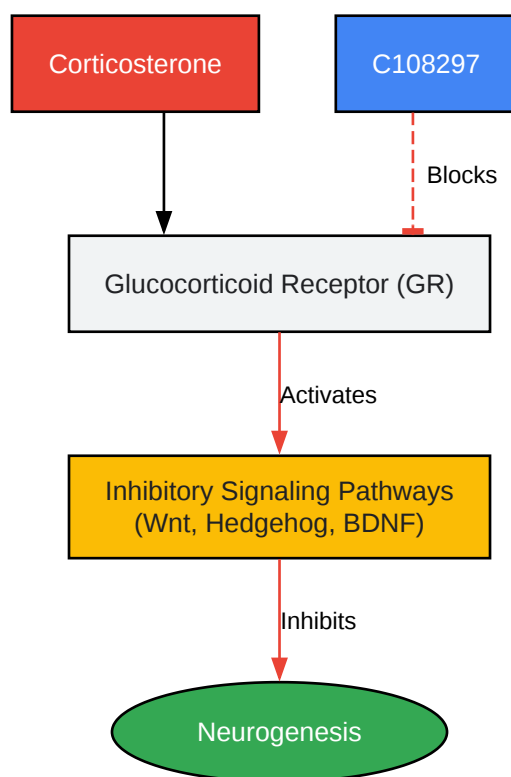 Corticosterone
C108297
Blocks
Glucocorticoid Receptor (GR)
Activates
Inhibitory Signaling Pathways
(Wnt, Hedgehog, BDNF)
Inhibits
Neurogenesis